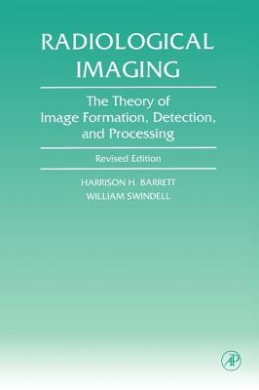 RADIOLOGICAL
IMAGING
The Theory of
Image Formation, Detection,
and Processing
Revised Edition
HARRISON H. BARRETT
WILLIAM SWINDELL
AP